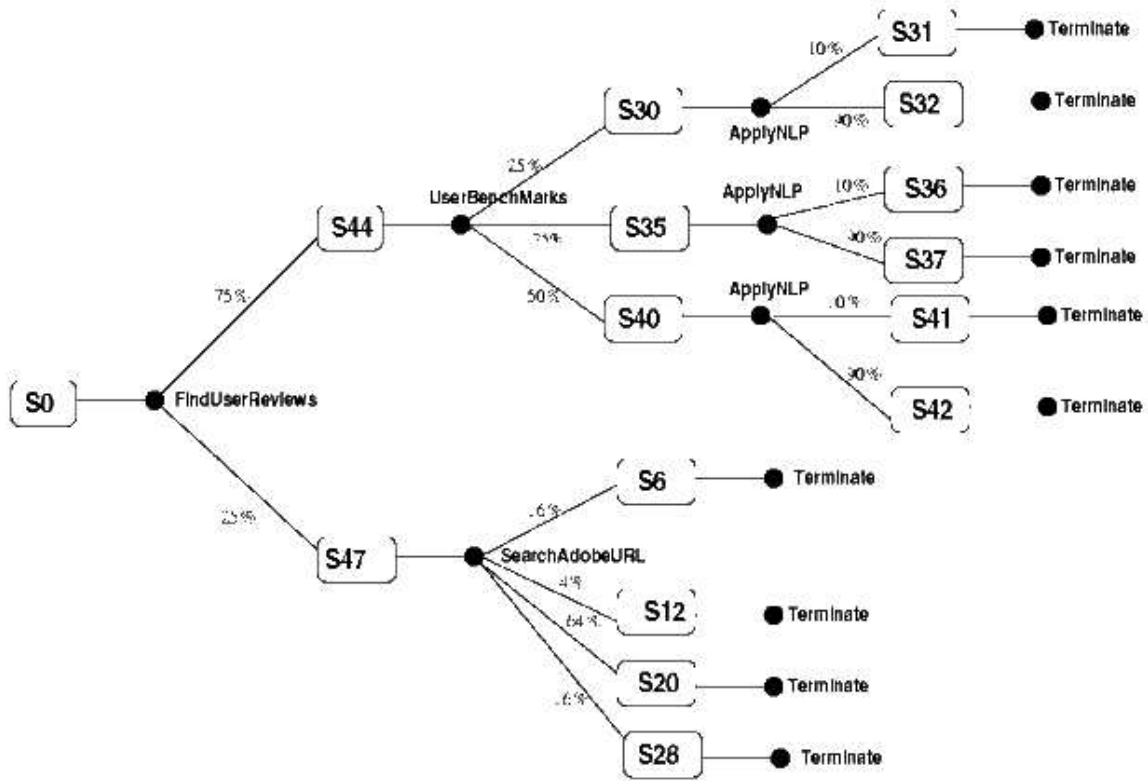 S31
Terminate
10%
S32
Terminate
S30
90%
ApplyNLP
25%
UserBenchMarks
ApplyNLP
10%
S36
Terminate
S44
S35
90%
S37
Terminate
75%
50%
ApplyNLP
S40
S41
Terminate
90%
S0
FindUserReviews
S42
Terminate
S6
Terminate
25%
S47
SearchAdobeURL
4%
S12
Terminate
64%
S20
Terminate
S28
Terminate